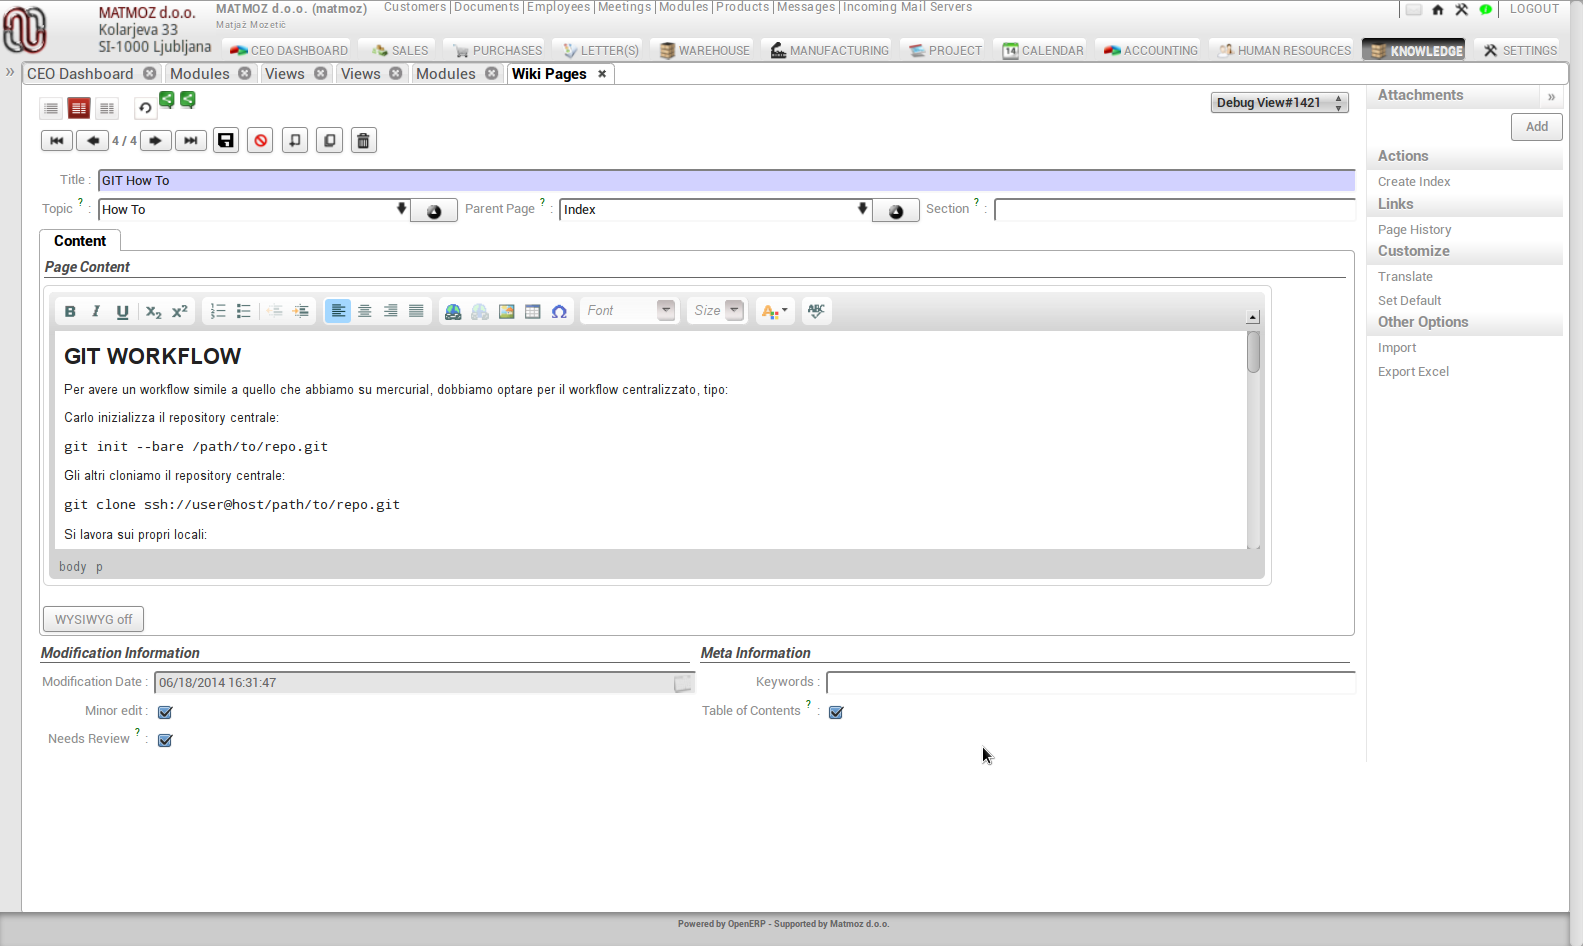 MATMOZ d.o.o.
Kolarjeva 33
SI-1000 Ljubljana
MATMOZ d.o.o. (matmoz)
Matjaž Mozetič
Customers | Documents | Employees | Meetings | Modules | Products | Messages | Incoming Mail Servers
LOGOUT
CEO DASHBOARD SALES PURCHASES LETTER(S) WAREHOUSE MANUFACTURING PROJECT 14 CALENDAR ACCOUNTING HUMAN RESOURCES KNOWLEDGE SETTINGS
» CEO Dashboard Modules Views Views Modules Wiki Pages
Debug View#1421
4 / 4
Title : GIT How To
Topic ? : How To Parent Page ? : Index Section ? :
Content
Page Content
B I U X2 X2 Font Size A ABC
GIT WORKFLOW
Per avere un workflow simile a quello che abbiamo su mercurial, dobbiamo optare per il workflow centralizzato, tipo:
Carlo inizializza il repository centrale:
git init --bare /path/to/repo.git
Gli altri cloniamo il repository centrale:
git clone ssh://user@host/path/to/repo.git
Si lavora sui propri locali:
body p
WYSIWYG off
Modification Information
Modification Date : 06/18/2014 16:31:47
Minor edit :
Needs Review ? :
Meta Information
Keywords :
Table of Contents ? :
Attachments »
Add
Actions
Create Index
Links
Page History
Customize
Translate
Set Default
Other Options
Import
Export Excel
Powered by OpenERP - Supported by Matmoz d.o.o.